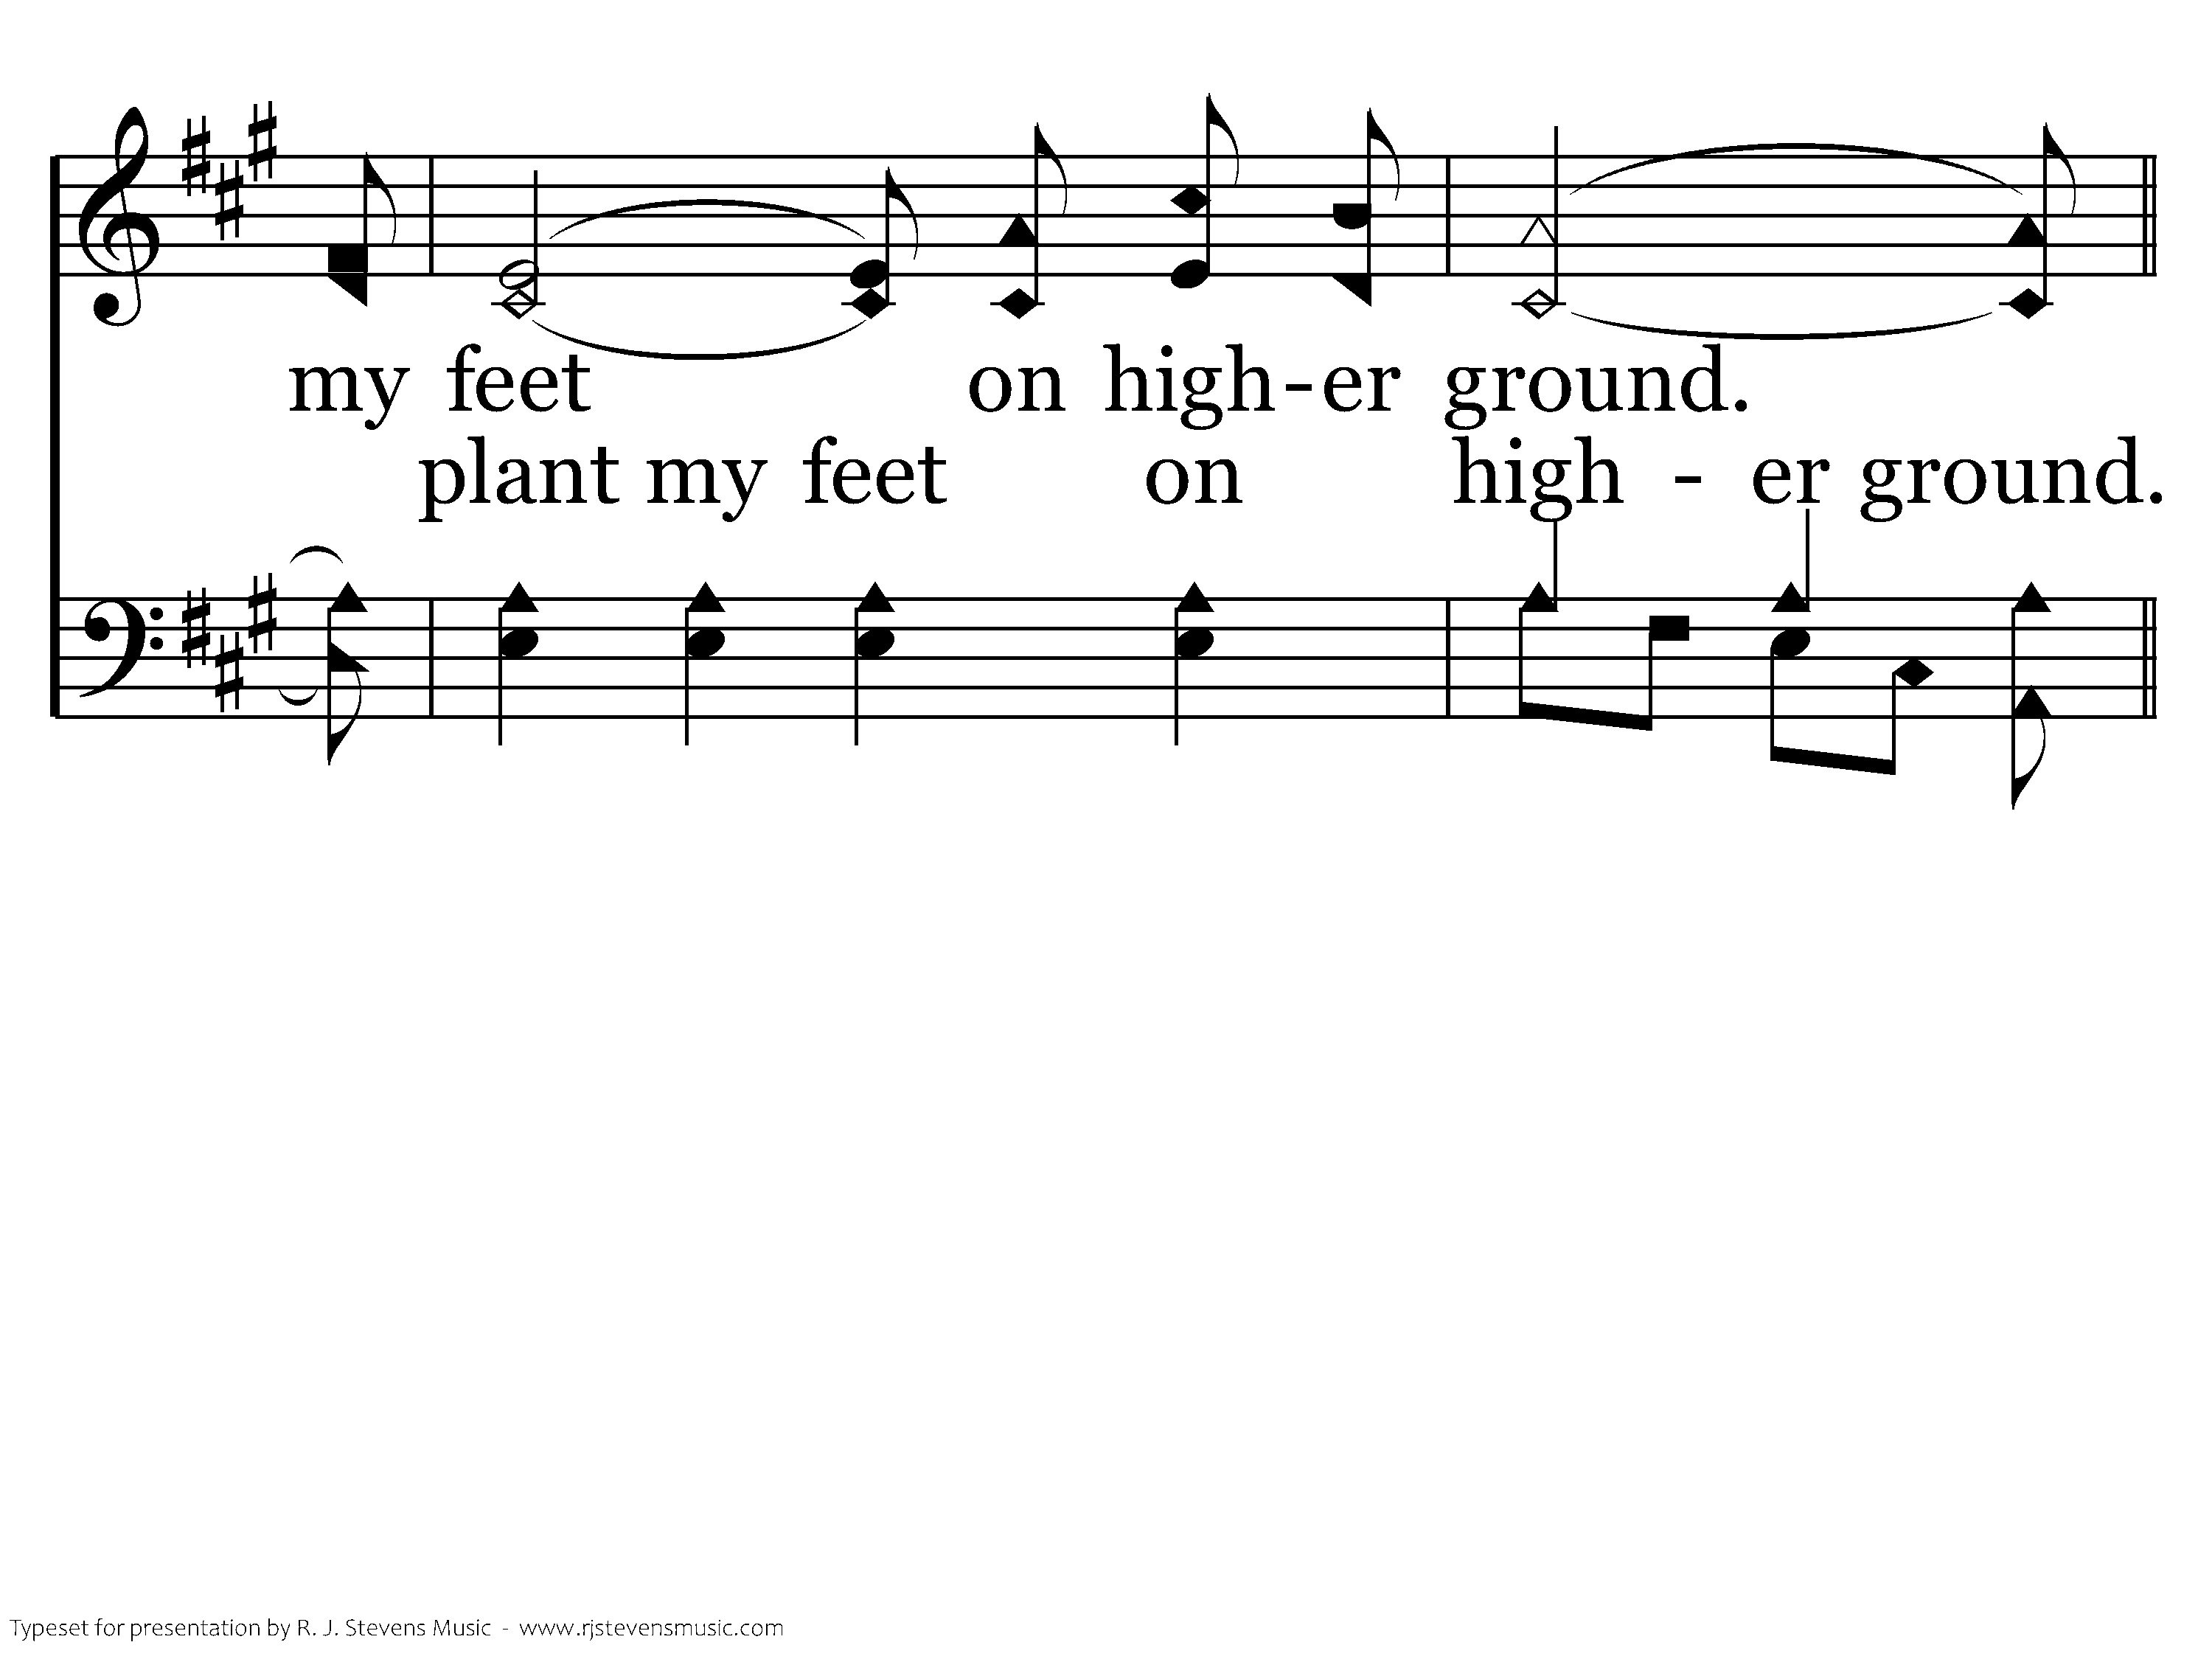 my feet on high-er ground.
plant my feet on high - er ground.
Typeset for presentation by R. J. Stevens Music - www.rjstevensmusic.com